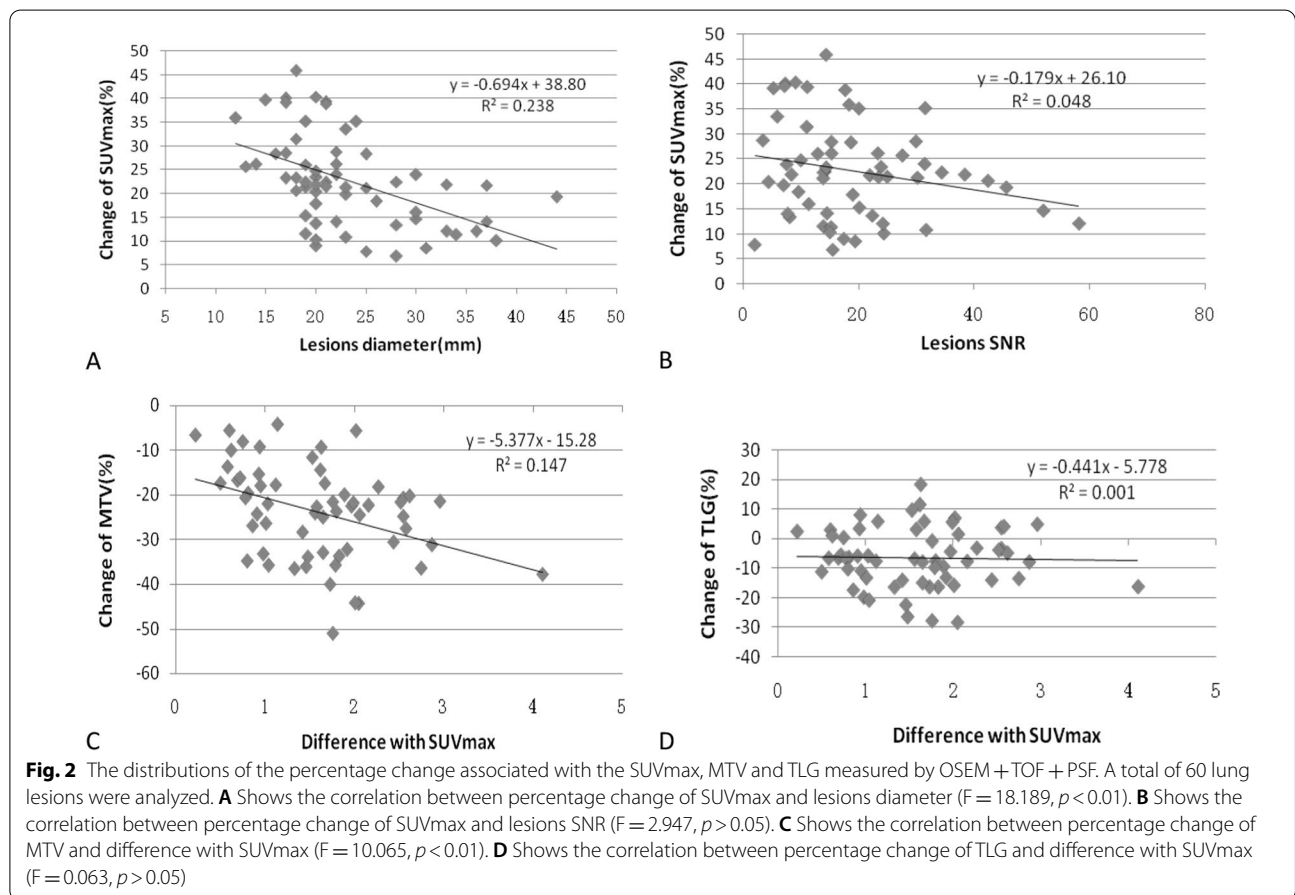 50
45
40
35
30
25
20
15
10
5
0
Change of SUVmax(%)
y = -0.694x + 38.80
R² = 0.238
5 10 15 20 25 30 35 40 45 50
Lesions diameter(mm)
A
50
45
40
35
30
25
20
15
10
5
0
Change of SUVmax(%)
y = -0.179x + 26.10
R² = 0.048
0 20 40 60 80
Lesions SNR
B
0
-10
-20
-30
-40
-50
-60
Change of MTV(%)
y = -5.377x - 15.28
R² = 0.147
0 1 2 3 4 5
Difference with SUVmax
C
30
20
10
0
-10
-20
-30
-40
Change of TLG(%)
y = -0.441x - 5.778
R² = 0.001
0 1 2 3 4 5
Difference with SUVmax
D
Fig. 2 The distributions of the percentage change associated with the SUVmax, MTV and TLG measured by OSEM + TOF + PSF. A total of 60 lung
lesions were analyzed. A Shows the correlation between percentage change of SUVmax and lesions diameter (F = 18.189, p < 0.01). B Shows the
correlation between percentage change of SUVmax and lesions SNR (F = 2.947, p > 0.05). C Shows the correlation between percentage change of
MTV and difference with SUVmax (F = 10.065, p < 0.01). D Shows the correlation between percentage change of TLG and difference with SUVmax
(F = 0.063, p > 0.05)